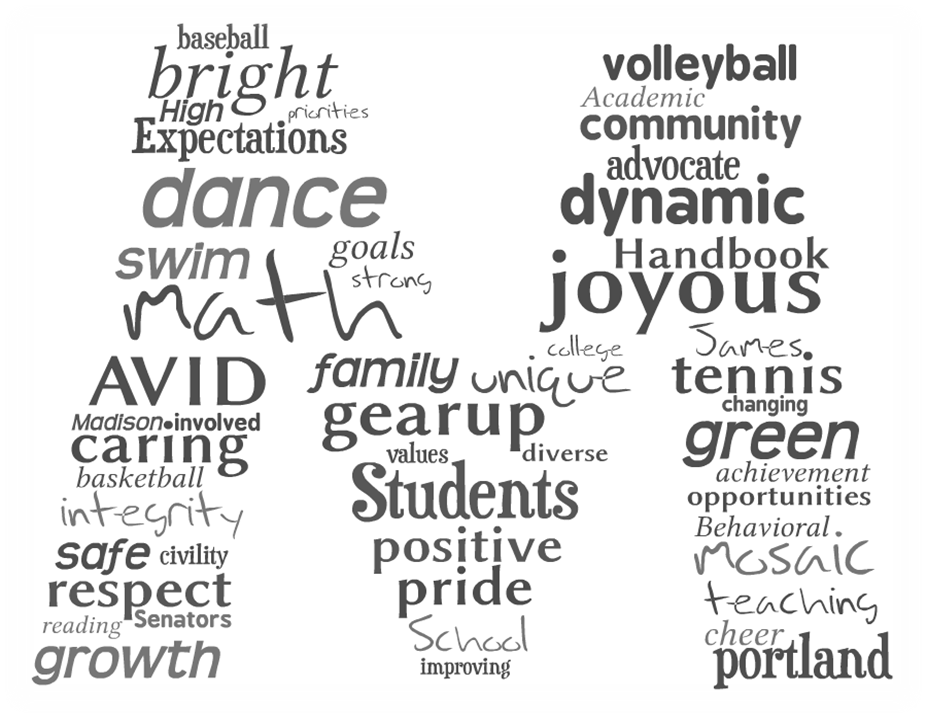 baseball
bright
High priorities
Expectations
dance
swim goals
strong
math
volleyball
Academic
community
advocate
dynamic
Handbook
joyous
AVID
Madison•involved
caring
basketball
integrity
safe civility
respect
reading Senators
growth
college
family unique
gearup
values diverse
Students
positive
pride
School
improving
James
tennis
changing
green
achievement
opportunities
Behavioral.
mosaic
teaching
cheer
portland